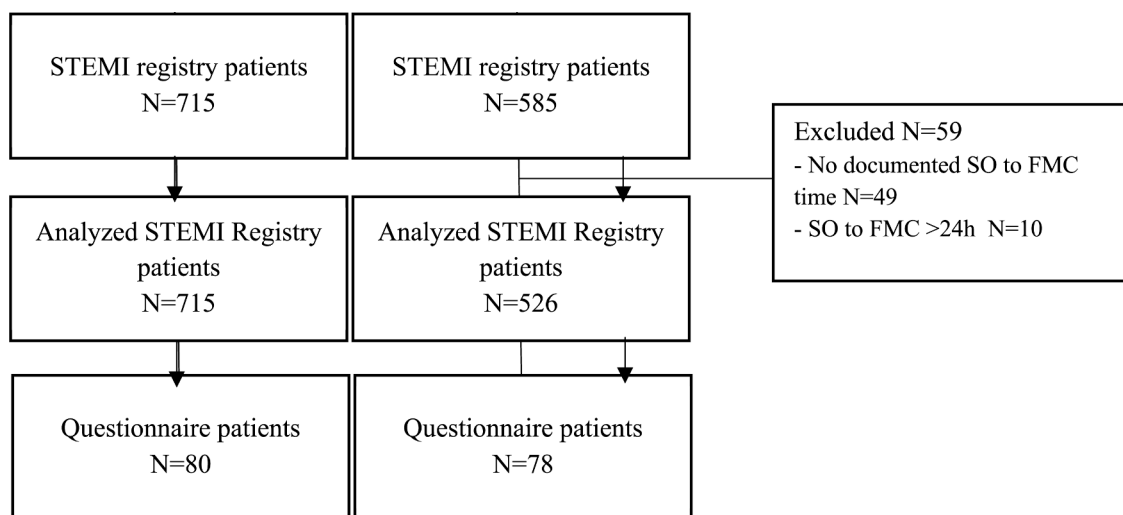 STEMI registry patients
N=715
STEMI registry patients
N=585
Excluded N=59
- No documented SO to FMC
time N=49
- SO to FMC >24h N=10
Analyzed STEMI Registry
patients
N=715
Analyzed STEMI Registry
patients
N=526
Questionnaire patients
N=80
Questionnaire patients
N=78